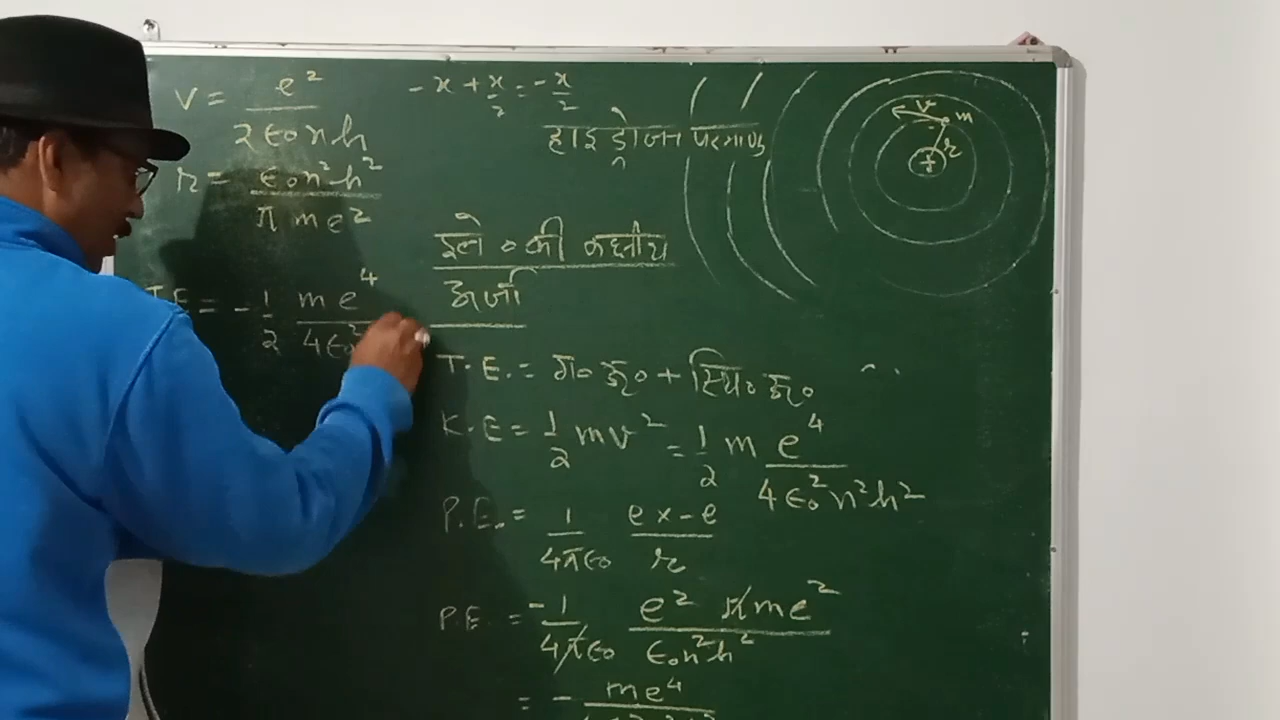 v = e² / 2ϵ₀nh
r = ϵ₀n²h² / πme²
T.E = -1/2 me⁴ / 4ϵ₀²
-x + x/2 = -x/2
हाइड्रोजन परमाणु
v
m
r
+
इले० की कक्षीय
ऊर्जा
T.E. = ग० ऊ० + स्थि० ऊ०
K.E = 1/2 mv² = 1/2 m e⁴ / 4ϵ₀²n²h²
P.E. = 1/4πϵ₀ e x -e / r
P.E. = -1/4πϵ₀ e² πme² / ϵ₀n²h²
= - me⁴